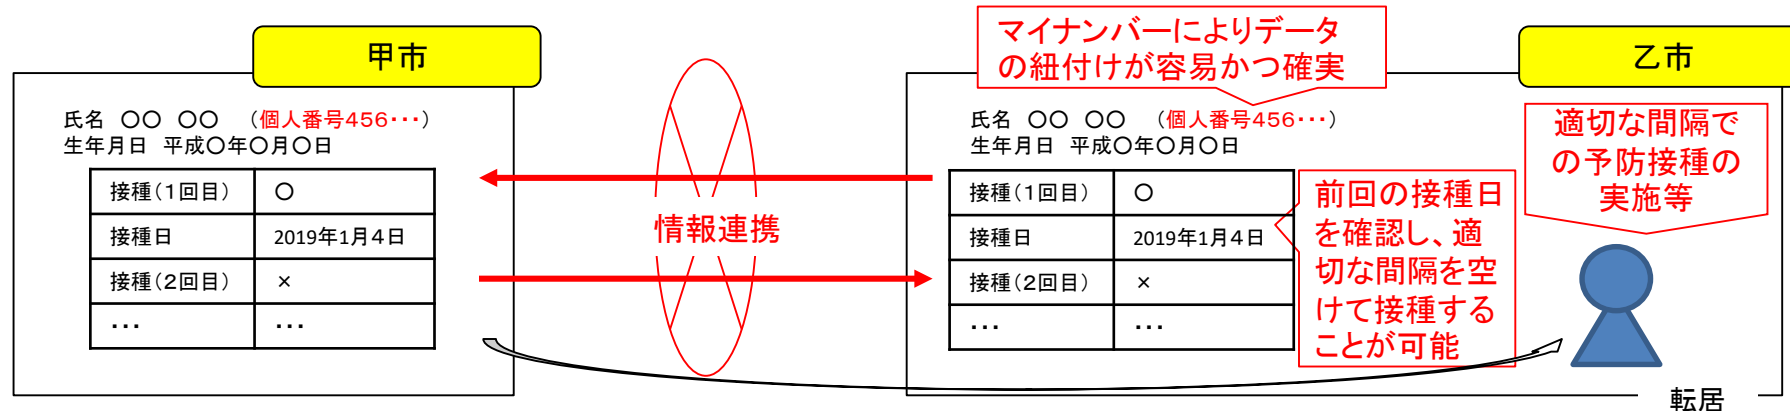 甲市
氏名 〇〇 〇〇 (個人番号456・・・)
生年月日 平成〇年〇月〇日
接種(1回目) 〇
接種日 2019年1月4日
接種(2回目) ×
・・・ ・・・
情報連携
マイナンバーによりデータ
の紐付けが容易かつ確実
乙市
氏名 〇〇 〇〇 (個人番号456・・・)
生年月日 平成〇年〇月〇日
接種(1回目) 〇
接種日 2019年1月4日
接種(2回目) ×
・・・ ・・・
前回の接種日
を確認し、適
切な間隔を空
けて接種する
ことが可能
適切な間隔で
の予防接種の
実施等
転居